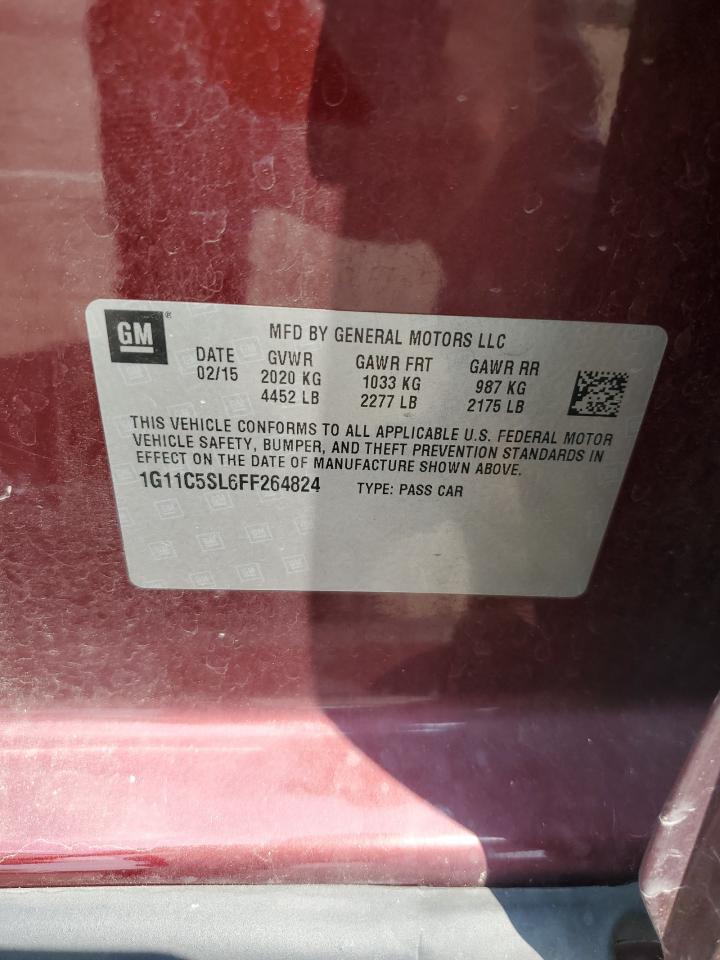 GM ®
MFD BY GENERAL MOTORS LLC
DATE GVWR GAWR FRT GAWR RR
02/15 2020 KG 1033 KG 987 KG
4452 LB 2277 LB 2175 LB
THIS VEHICLE CONFORMS TO ALL APPLICABLE U.S. FEDERAL MOTOR
VEHICLE SAFETY, BUMPER, AND THEFT PREVENTION STANDARDS IN
EFFECT ON THE DATE OF MANUFACTURE SHOWN ABOVE.
1G11C5SL6FF264824 TYPE: PASS CAR